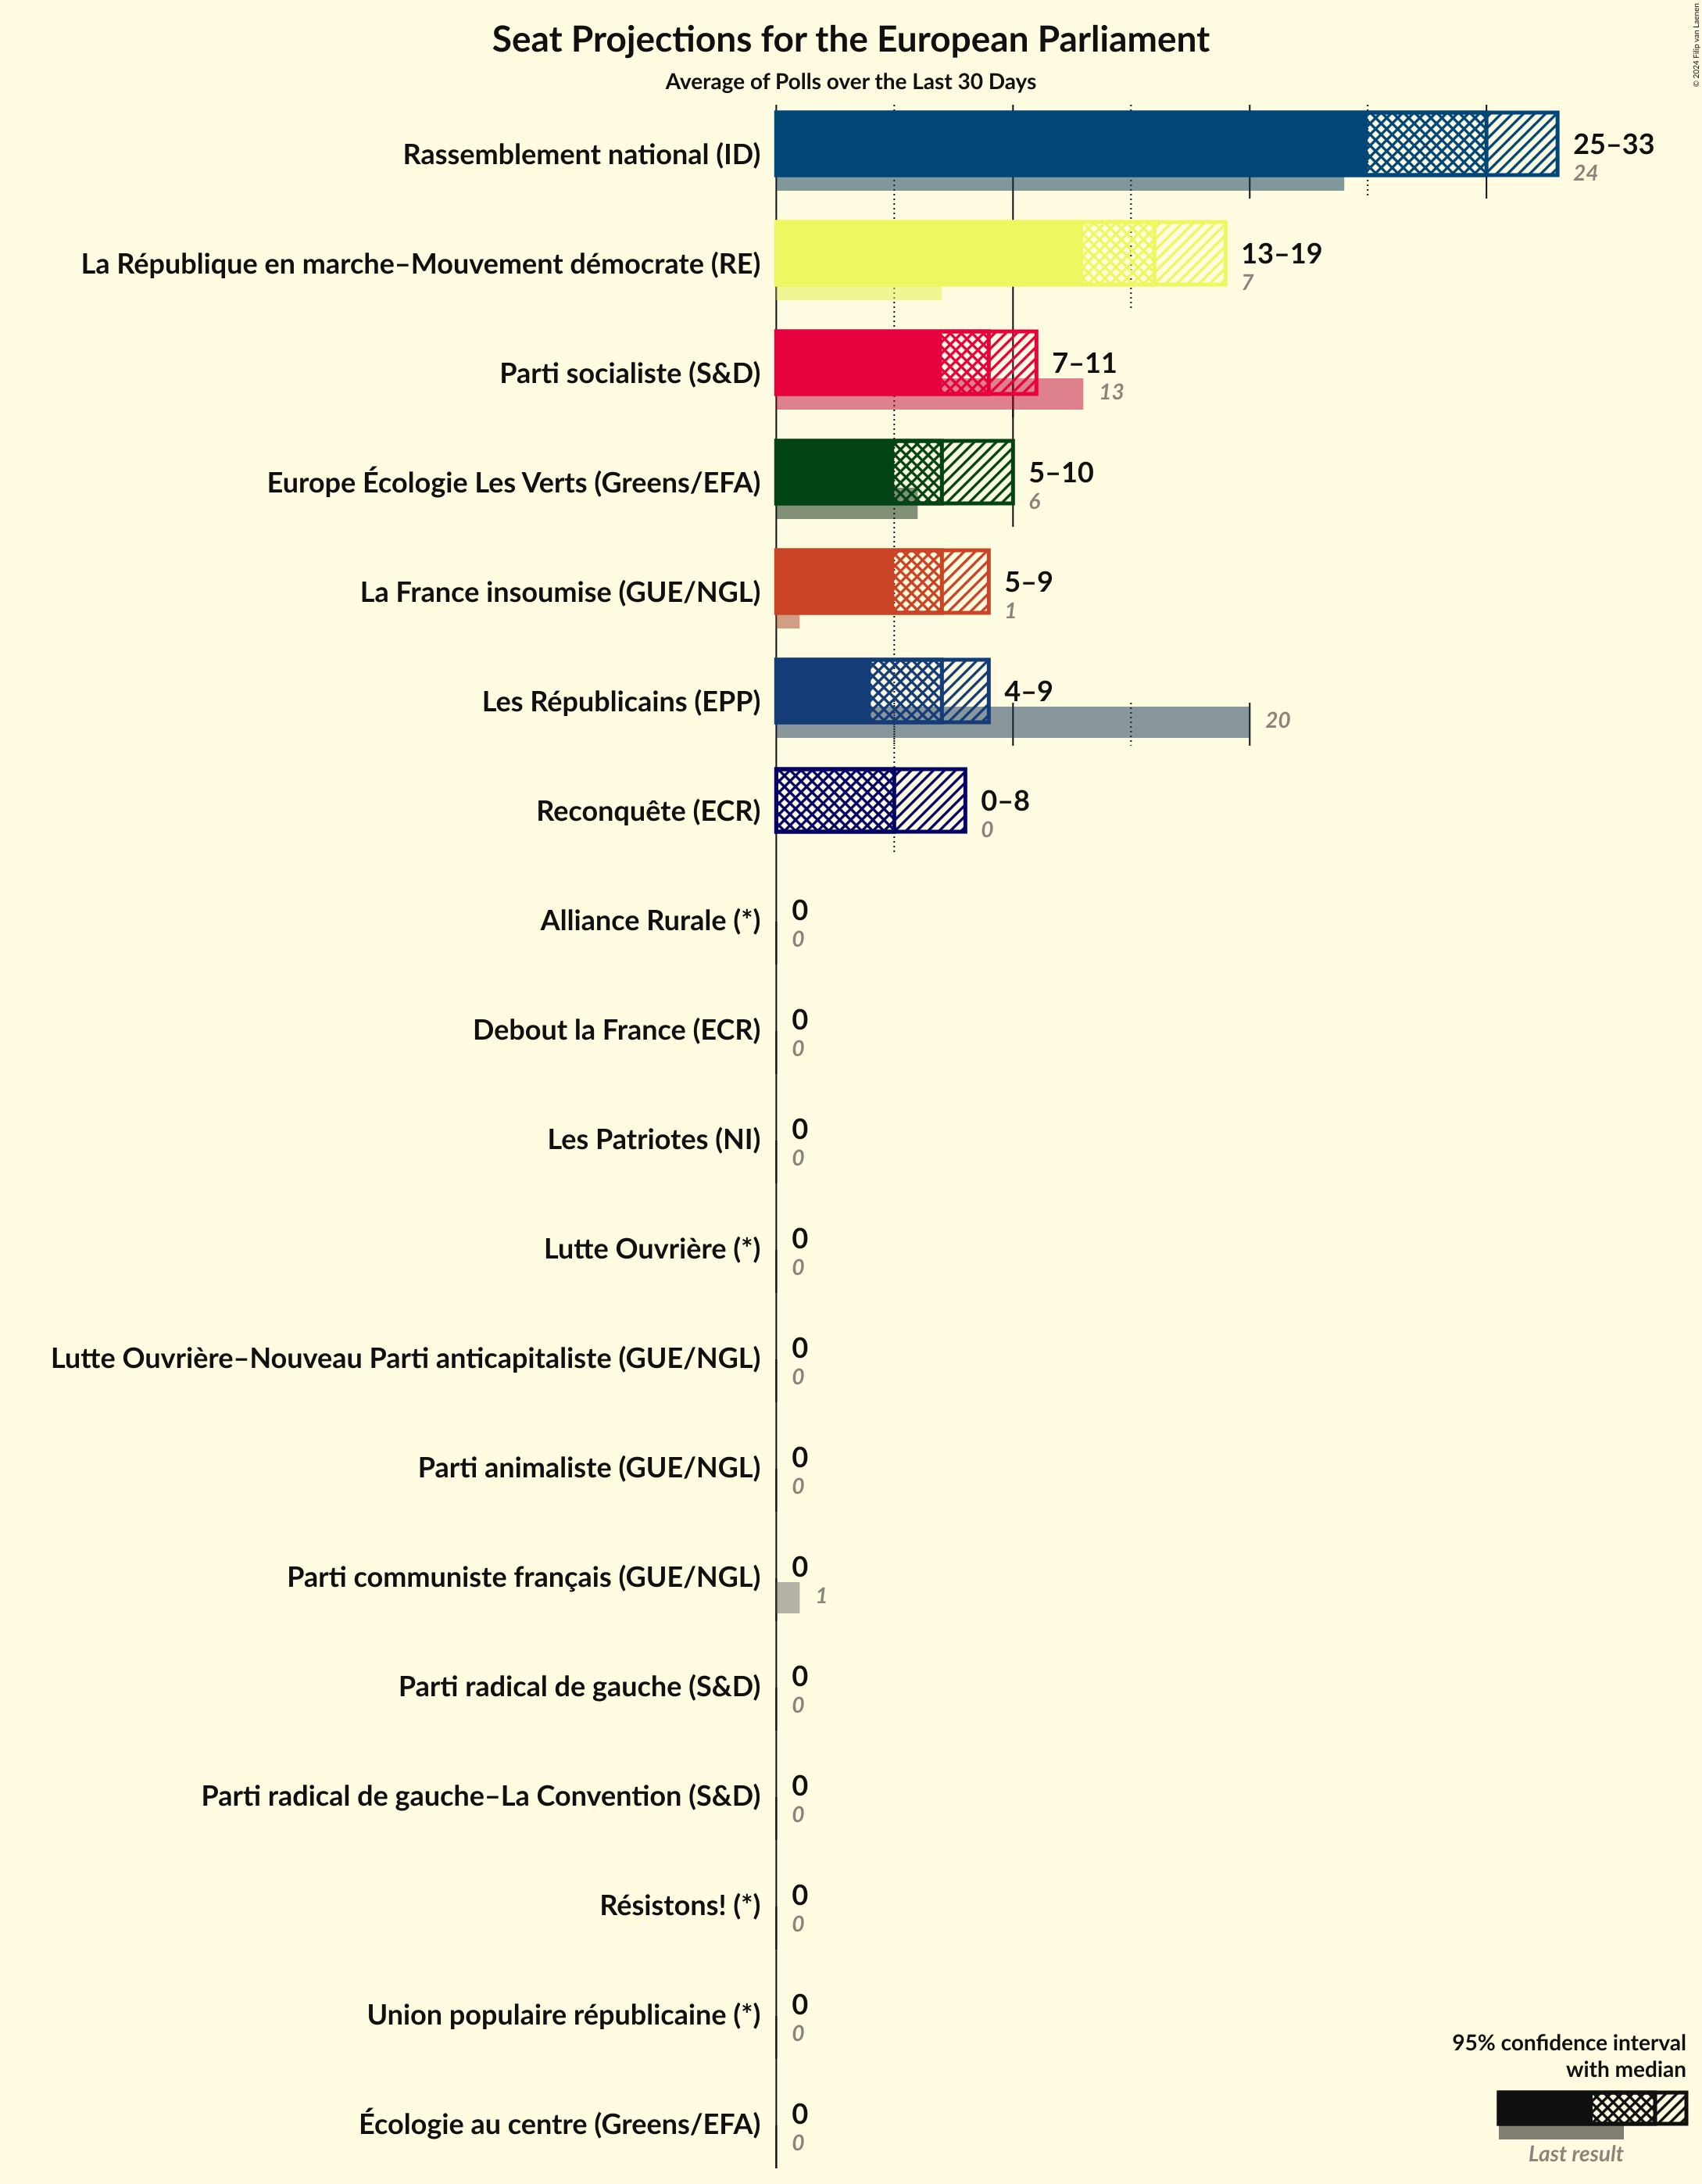 Seat Projections for the European Parliament
Average of Polls over the Last 30 Days
© 2024 Filip van Laenen
Rassemblement national (ID)
25–33
24
La République en marche–Mouvement démocrate (RE)
13–19
7
Parti socialiste (S&D)
7–11
13
Europe Écologie Les Verts (Greens/EFA)
5–10
6
La France insoumise (GUE/NGL)
5–9
1
Les Républicains (EPP)
4–9
20
Reconquête (ECR)
0–8
0
Alliance Rurale (*)
0
0
Debout la France (ECR)
0
0
Les Patriotes (NI)
0
0
Lutte Ouvrière (*)
0
0
Lutte Ouvrière–Nouveau Parti anticapitaliste (GUE/NGL)
0
0
Parti animaliste (GUE/NGL)
0
0
Parti communiste français (GUE/NGL)
0
1
Parti radical de gauche (S&D)
0
0
Parti radical de gauche–La Convention (S&D)
0
0
Résistons! (*)
0
0
Union populaire républicaine (*)
0
0
Écologie au centre (Greens/EFA)
0
0
95% confidence interval
with median
Last result